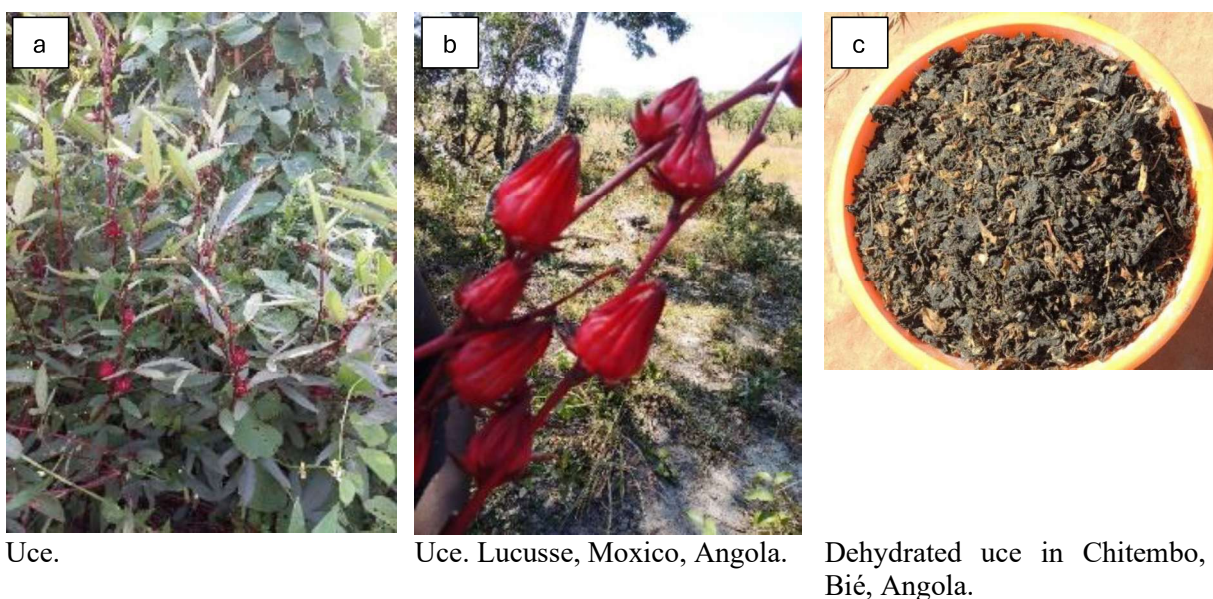 a
b
c
Uce.
Uce. Lucusse, Moxico, Angola.
Dehydrated uce in Chitembo,
Bié, Angola.